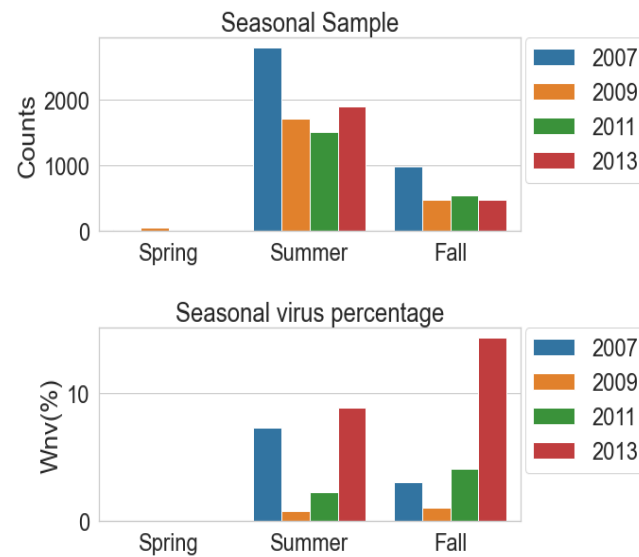 Seasonal Sample
Counts
2000
1000
0
Spring Summer Fall
2007
2009
2011
2013
Seasonal virus percentage
Wnv(%)
10
0
Spring Summer Fall
2007
2009
2011
2013